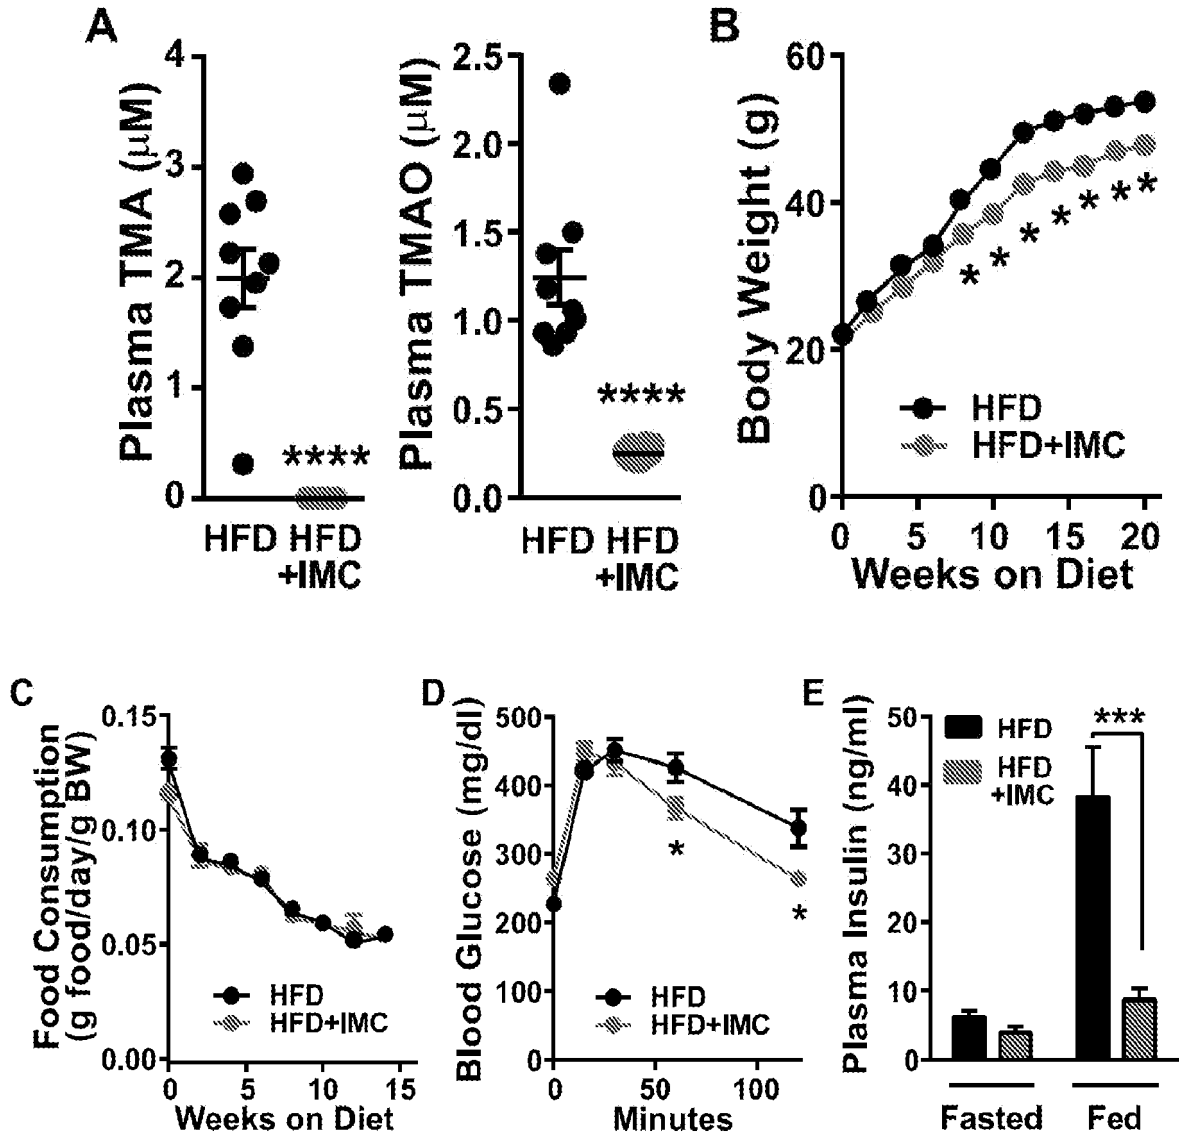 A
Plasma TMA (μM)
4
3
2
1
0
****
HFD HFD
+IMC
Plasma TMAO (μM)
2.5
2.0
1.5
1.0
0.5
0.0
****
HFD HFD
+IMC
B
Body Weight (g)
60
40
20
0
* * * * * * *
HFD
HFD+IMC
0 5 10 15 20
Weeks on Diet
C
Food Consumption
(g food/day/g BW)
0.15
0.10
0.05
0.00
HFD
HFD+IMC
0 5 10 15
Weeks on Diet
D
Blood Glucose (mg/dl)
500
400
300
200
100
0
*
*
HFD
HFD+IMC
0 50 100
Minutes
E
Plasma Insulin (ng/ml)
50
40
30
20
10
0
HFD
HFD
+IMC
***
Fasted Fed